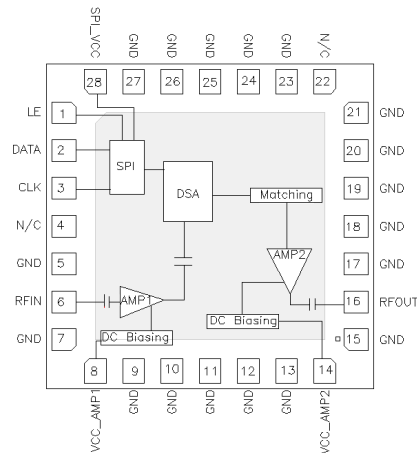 SPI_VCC
GND
GND
GND
GND
GND
N/C
28
27
26
25
24
23
22
LE
1
21
GND
DATA
2
SPI
20
GND
CLK
3
DSA
Matching
19
GND
N/C
4
18
GND
GND
5
AMP2
17
GND
RFIN
6
AMP1
16
RFOUT
GND
7
DC Biasing
DC Biasing
15
GND
8
9
10
11
12
13
14
VCC_AMP1
GND
GND
GND
GND
GND
VCC_AMP2